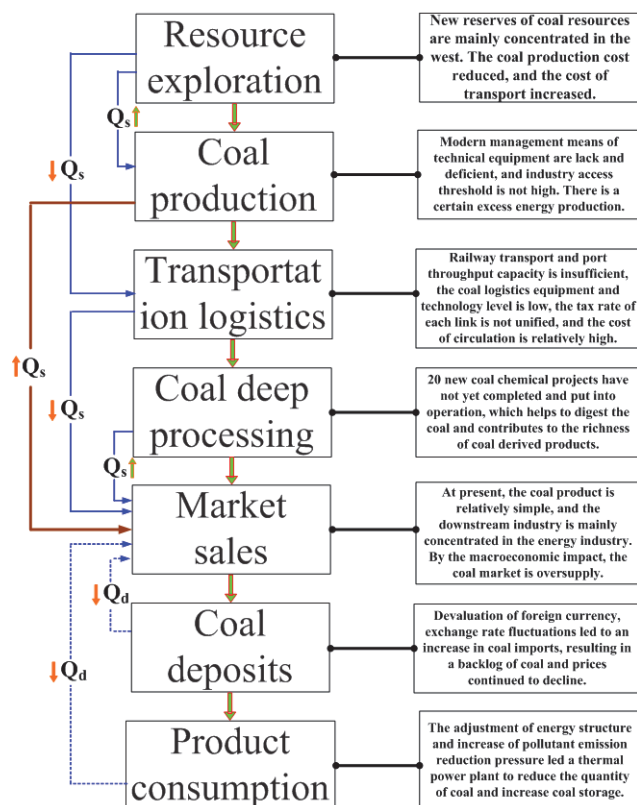 Resource
exploration
New reserves of coal resources
are mainly concentrated in the
west. The coal production cost
reduced, and the cost of
transport increased.
Qs
Qs
Coal
production
Modern management means of
technical equipment are lack and
deficient, and industry access
threshold is not high. There is a
certain excess energy production.
Transportat
ion logistics
Railway transport and port
throughput capacity is insufficient,
the coal logistics equipment and
technology level is low, the tax rate of
each link is not unified, and the cost
of circulation is relatively high.
Qs
Qs
Coal deep
processing
20 new coal chemical projects have
not yet completed and put into
operation, which helps to digest the
coal and contributes to the richness
of coal derived products.
Qs
Market
sales
At present, the coal product is
relatively simple, and the
downstream industry is mainly
concentrated in the energy industry.
By the macroeconomic impact, the
coal market is oversupply.
Qd
Coal
deposits
Devaluation of foreign currency,
exchange rate fluctuations led to an
increase in coal imports, resulting in
a backlog of coal and prices
continued to decline.
Qd
Product
consumption
The adjustment of energy structure
and increase of pollutant emission
reduction pressure led a thermal
power plant to reduce the quantity
of coal and increase coal storage.